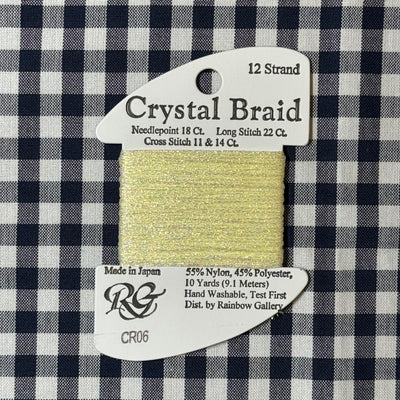 12 Strand
Crystal Braid
Needlepoint 18 Ct. Long Stitch 22 Ct.
Cross Stitch 11 & 14 Ct.
Made in Japan
RG
CR06
55% Nylon, 45% Polyester,
10 Yards (9.1 Meters)
Hand Washable, Test First
Dist. by Rainbow Gallery